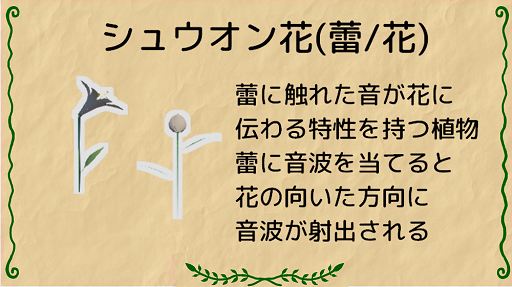 シュウオン花(蕾/花)
蕾に触れた音が花に
伝わる特性を持つ植物
蕾に音波を当てると
花の向いた方向に
音波が射出される